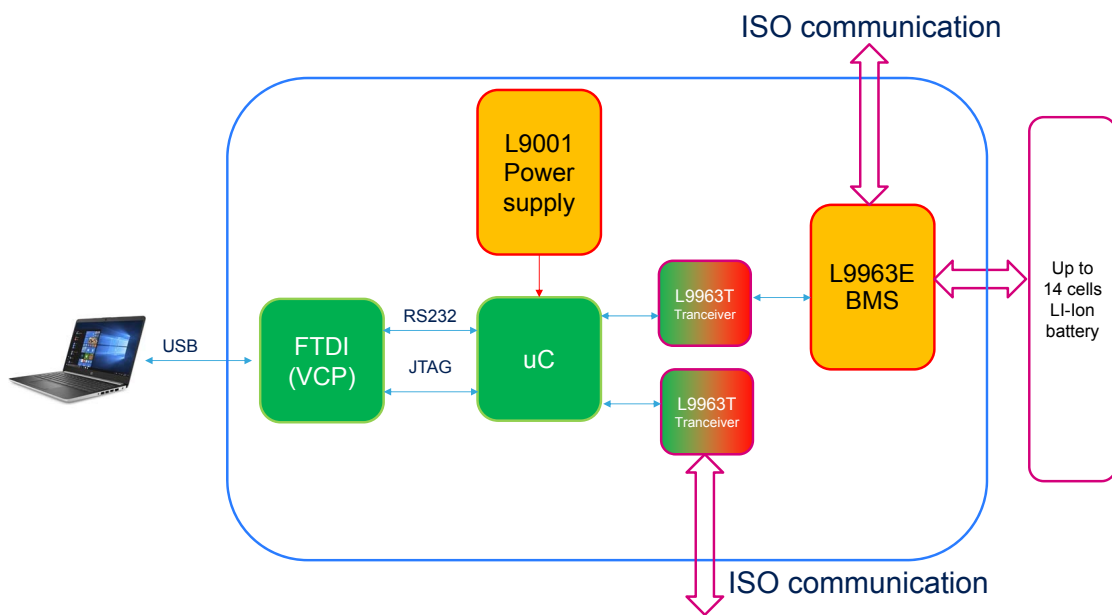 ISO communication
L9001
Power
supply
L9963E
BMS
Up to
14 cells
LI-Ion
battery
L9963T
Tranceiver
RS232
USB
FTDI
(VCP)
uC
JTAG
L9963T
Tranceiver
ISO communication